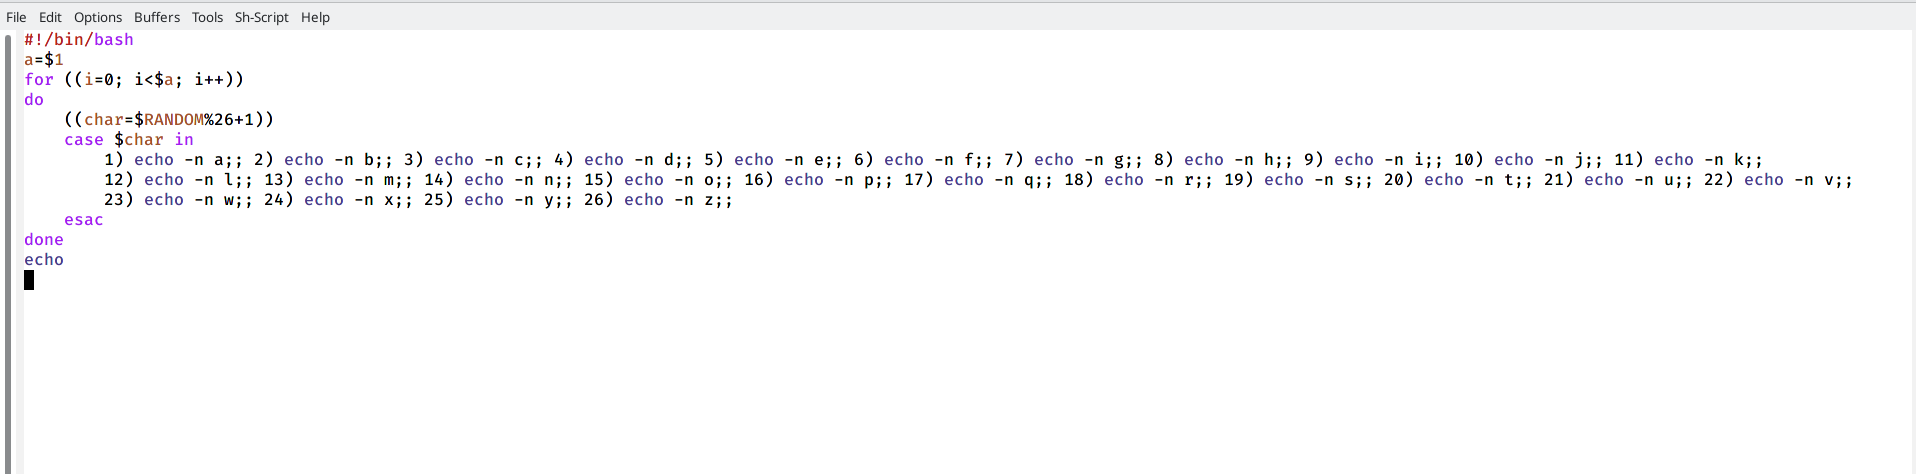 File Edit Options Buffers Tools Sh-Script Help
#!/bin/bash
a=$1
for ((i=0; i<$a; i++))
do
    ((char=$RANDOM%26+1))
    case $char in
        1) echo -n a;; 2) echo -n b;; 3) echo -n c;; 4) echo -n d;; 5) echo -n e;; 6) echo -n f;; 7) echo -n g;; 8) echo -n h;; 9) echo -n i;; 10) echo -n j;; 11) echo -n k;;
        12) echo -n l;; 13) echo -n m;; 14) echo -n n;; 15) echo -n o;; 16) echo -n p;; 17) echo -n q;; 18) echo -n r;; 19) echo -n s;; 20) echo -n t;; 21) echo -n u;; 22) echo -n v;;
        23) echo -n w;; 24) echo -n x;; 25) echo -n y;; 26) echo -n z;;
    esac
done
echo